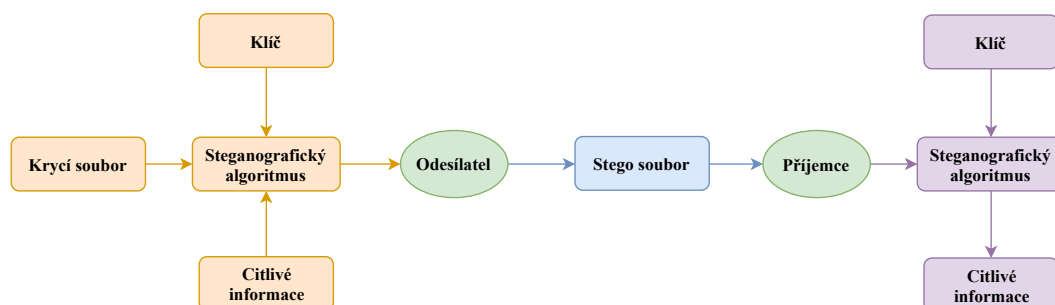 Klíč
Klíč
Krycí soubor
Steganografický
algoritmus
Odesílatel
Stego soubor
Příjemce
Steganografický
algoritmus
Citlivé
informace
Citlivé
informace